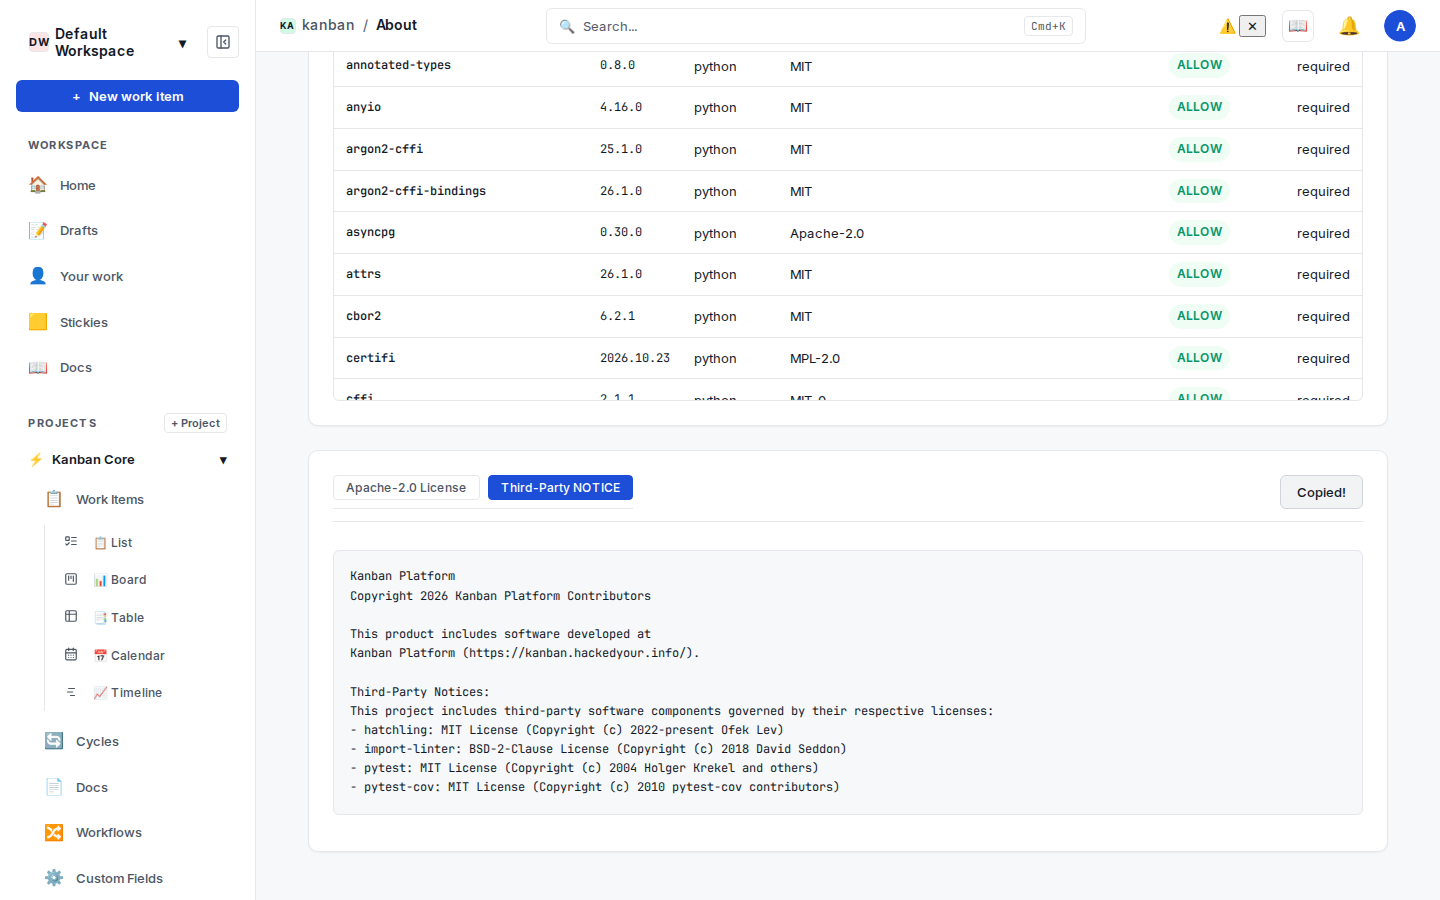 DW Default Workspace ▼
+ New work item
WORKSPACE
Home
Drafts
Your work
Stickies
Docs
PROJECTS + Project
Kanban Core ▼
Work Items
List
Board
Table
Calendar
Timeline
Cycles
Docs
Workflows
Custom Fields
KA kanban / About
Search... Cmd+K
✕
A
annotated-types 0.8.0 python MIT ALLOW required
anyio 4.16.0 python MIT ALLOW required
argon2-cffi 25.1.0 python MIT ALLOW required
argon2-cffi-bindings 26.1.0 python MIT ALLOW required
asyncpg 0.30.0 python Apache-2.0 ALLOW required
attrs 26.1.0 python MIT ALLOW required
cbor2 6.2.1 python MIT ALLOW required
certifi 2026.10.23 python MPL-2.0 ALLOW required
cffi 2.1.1 python MIT-0 ALLOW required
Apache-2.0 License Third-Party NOTICE Copied!
Kanban Platform
Copyright 2026 Kanban Platform Contributors
This product includes software developed at
Kanban Platform (https://kanban.hackedyour.info/).
Third-Party Notices:
This project includes third-party software components governed by their respective licenses:
- hatchling: MIT License (Copyright (c) 2022-present Ofek Lev)
- import-linter: BSD-2-Clause License (Copyright (c) 2018 David Seddon)
- pytest: MIT License (Copyright (c) 2004 Holger Krekel and others)
- pytest-cov: MIT License (Copyright (c) 2010 pytest-cov contributors)